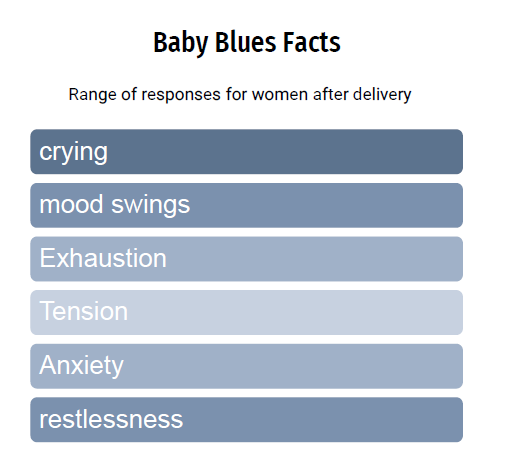 Baby Blues Facts
Range of responses for women after delivery
crying
mood swings
Exhaustion
Tension
Anxiety
restlessness